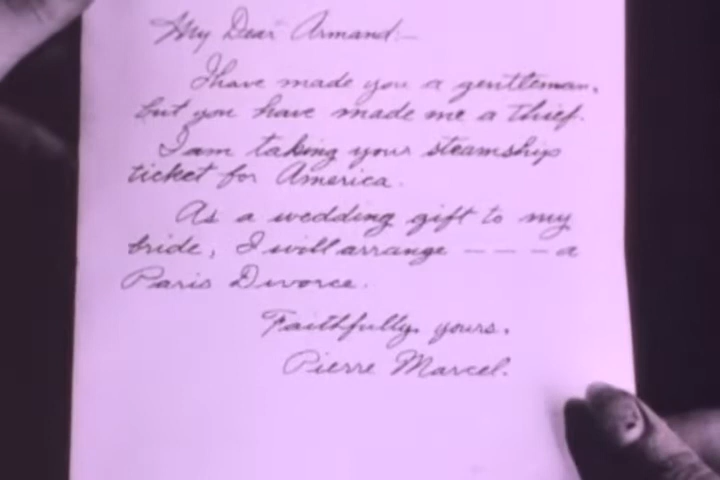 My Dear Armand:—
I have made you a gentleman,
but you have made me a thief.
I am taking your steamship
ticket for America.
As a wedding gift to my
bride, I will arrange – – – – a
Paris Divorce.
Faithfully yours,
Pierre Marcel.